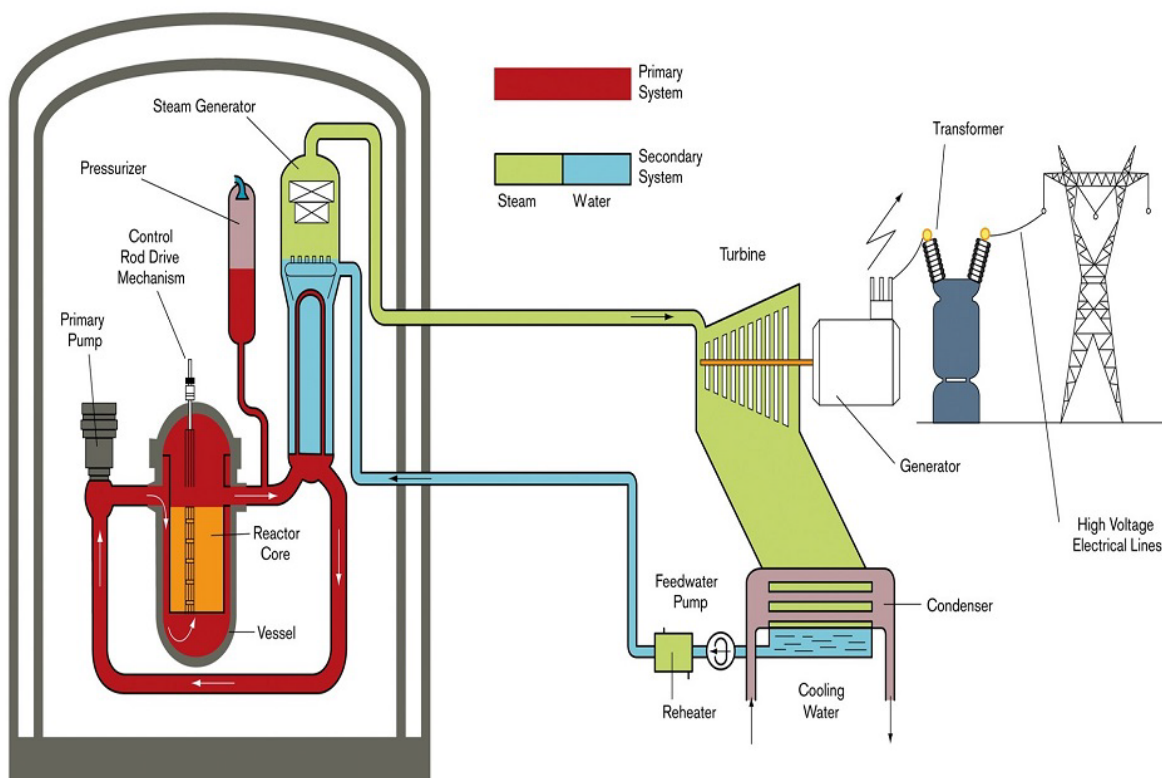 Steam Generator
Pressurizer
Control
Rod Drive
Mechanism
Primary
Pump
Reactor
Core
Vessel
Primary
System
Secondary
System
Steam
Water
Turbine
Transformer
Generator
High Voltage
Electrical Lines
Feedwater
Pump
Condenser
Reheater
Cooling
Water